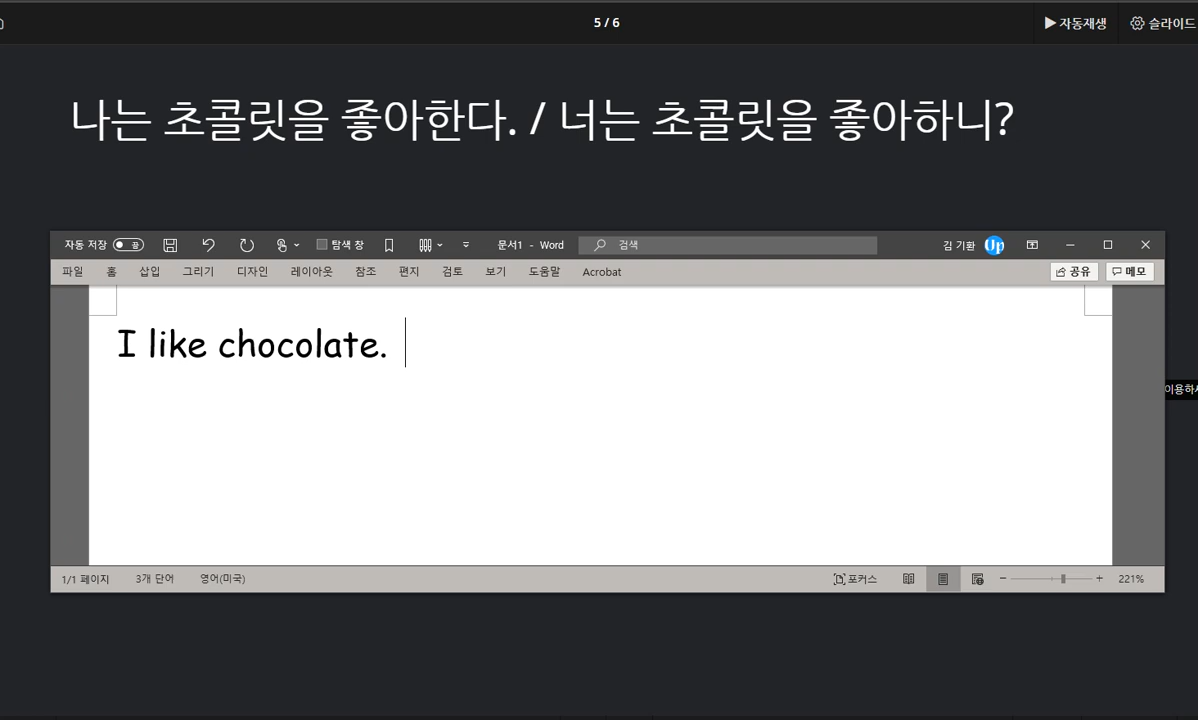 5 / 6
자동재생
슬라이드
나는 초콜릿을 좋아한다. / 너는 초콜릿을 좋아하니?
자동 저장 끔 탐색 창 문서1 - Word 검색 김 기환 Up
파일 홈 삽입 그리기 디자인 레이아웃 참조 편지 검토 보기 도움말 Acrobat 공유 메모
I like chocolate.
이용하
1/1 페이지 3개 단어 영어(미국) 포커스 221%